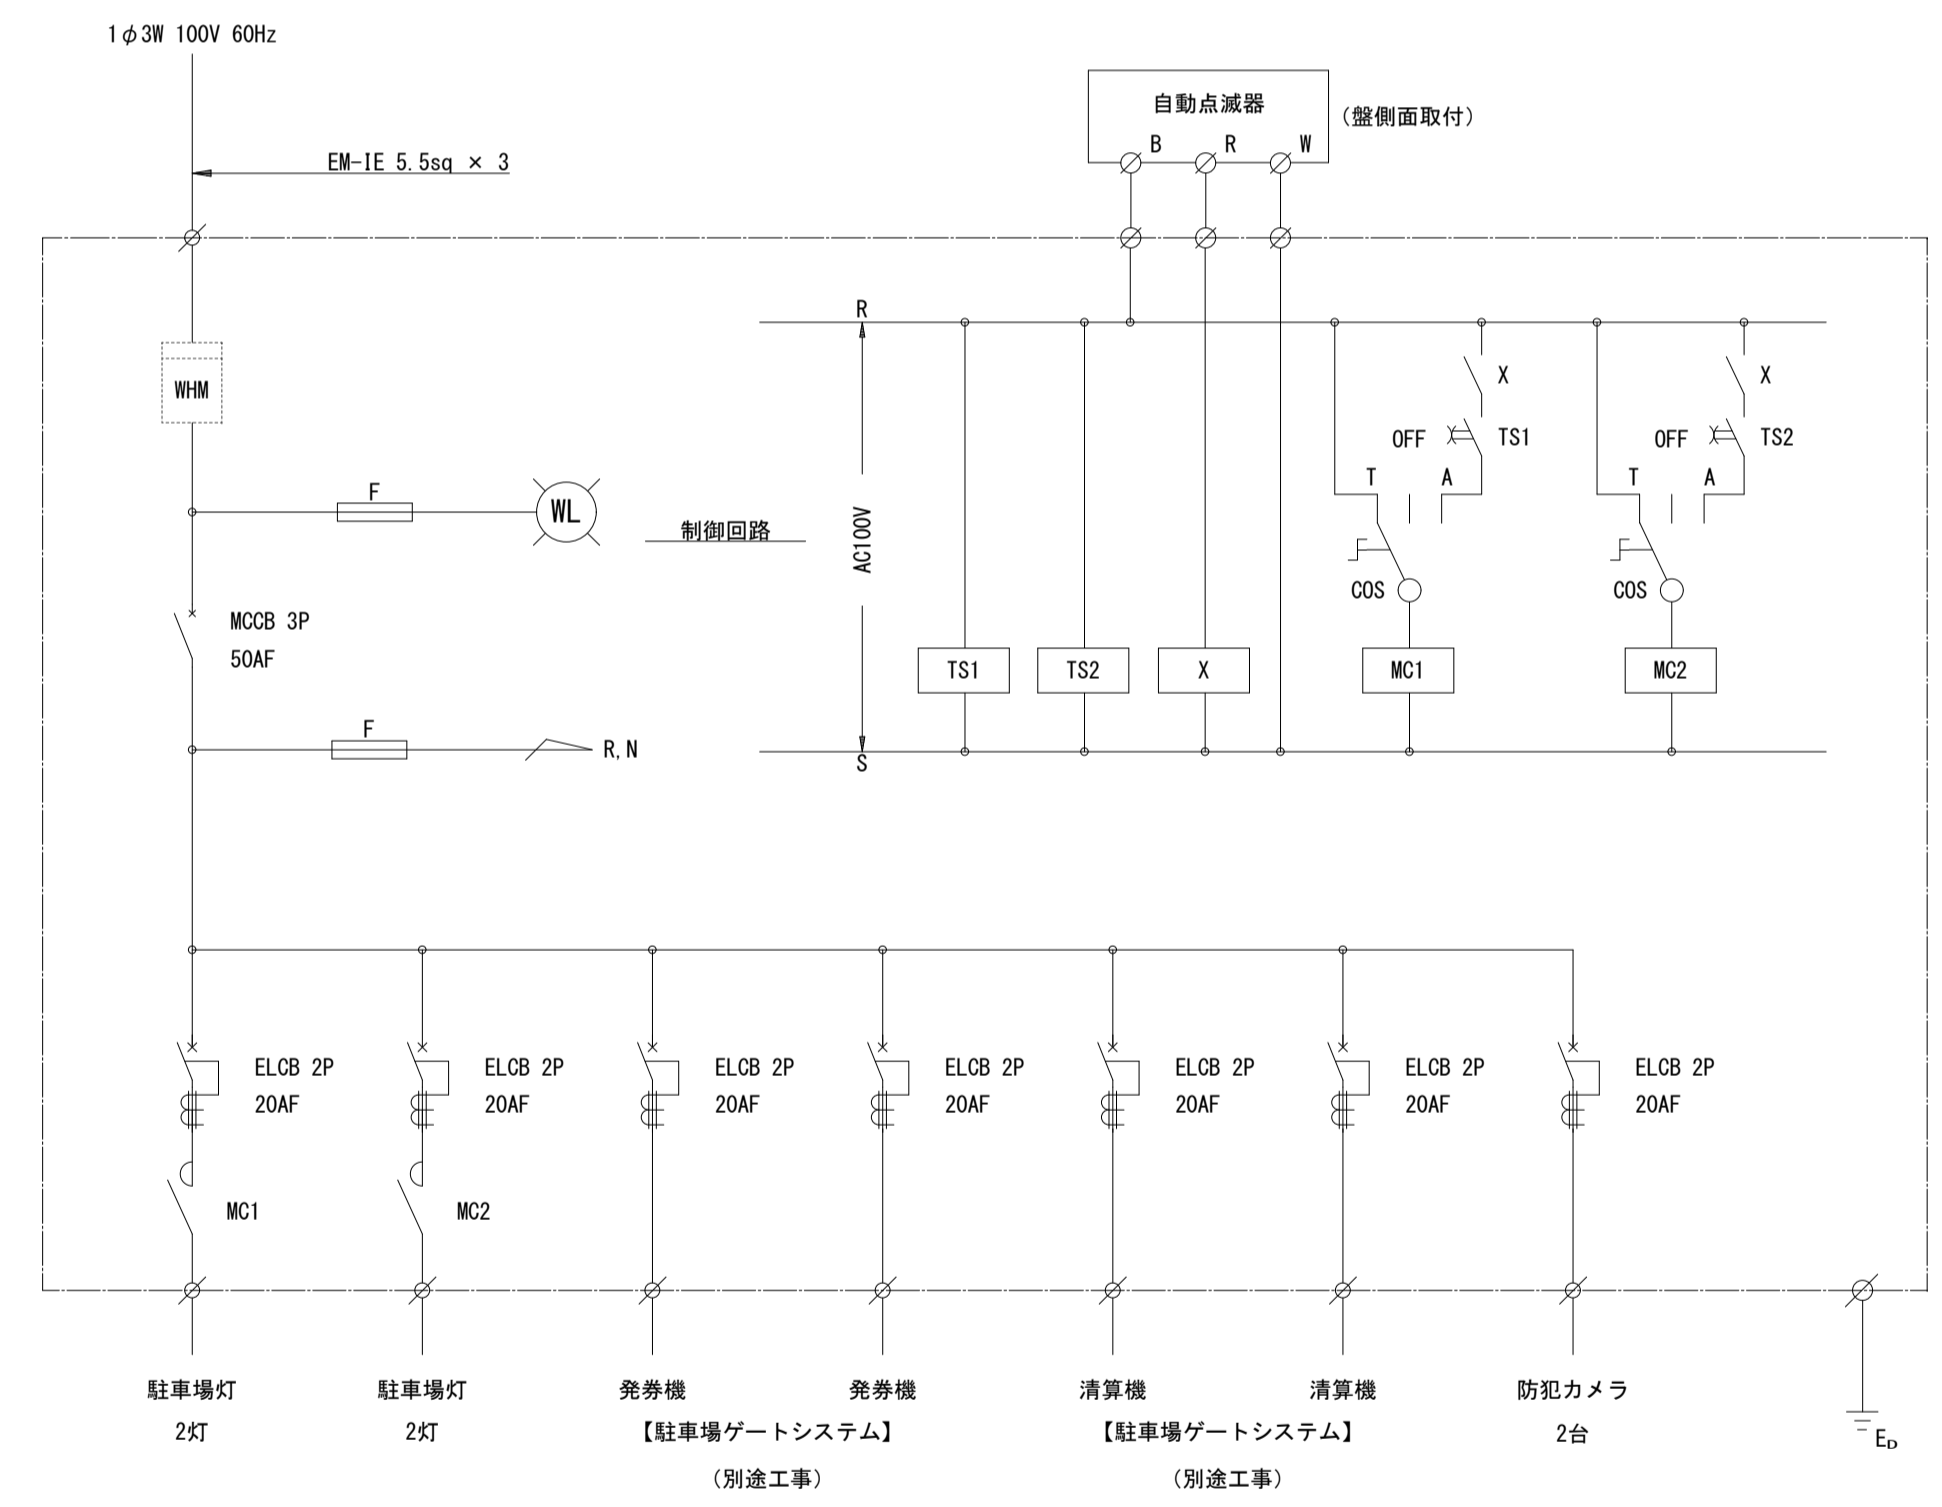 1φ3W 100V 60Hz
EM-IE 5.5sq × 3
自動点滅器
(盤側面取付)
B R W
R
WHM
X
X
OFF TS1
OFF TS2
T A
T A
F
WL
制御回路
AC100V
COS
COS
MCCB 3P
50AF
TS1
TS2
X
MC1
MC2
F
R,N
S
ELCB 2P
20AF
ELCB 2P
20AF
ELCB 2P
20AF
ELCB 2P
20AF
ELCB 2P
20AF
ELCB 2P
20AF
ELCB 2P
20AF
MC1
MC2
駐車場灯
2灯
駐車場灯
2灯
発券機
発券機
【駐車場ゲートシステム】
(別途工事)
清算機
清算機
【駐車場ゲートシステム】
(別途工事)
防犯カメラ
2台
ED